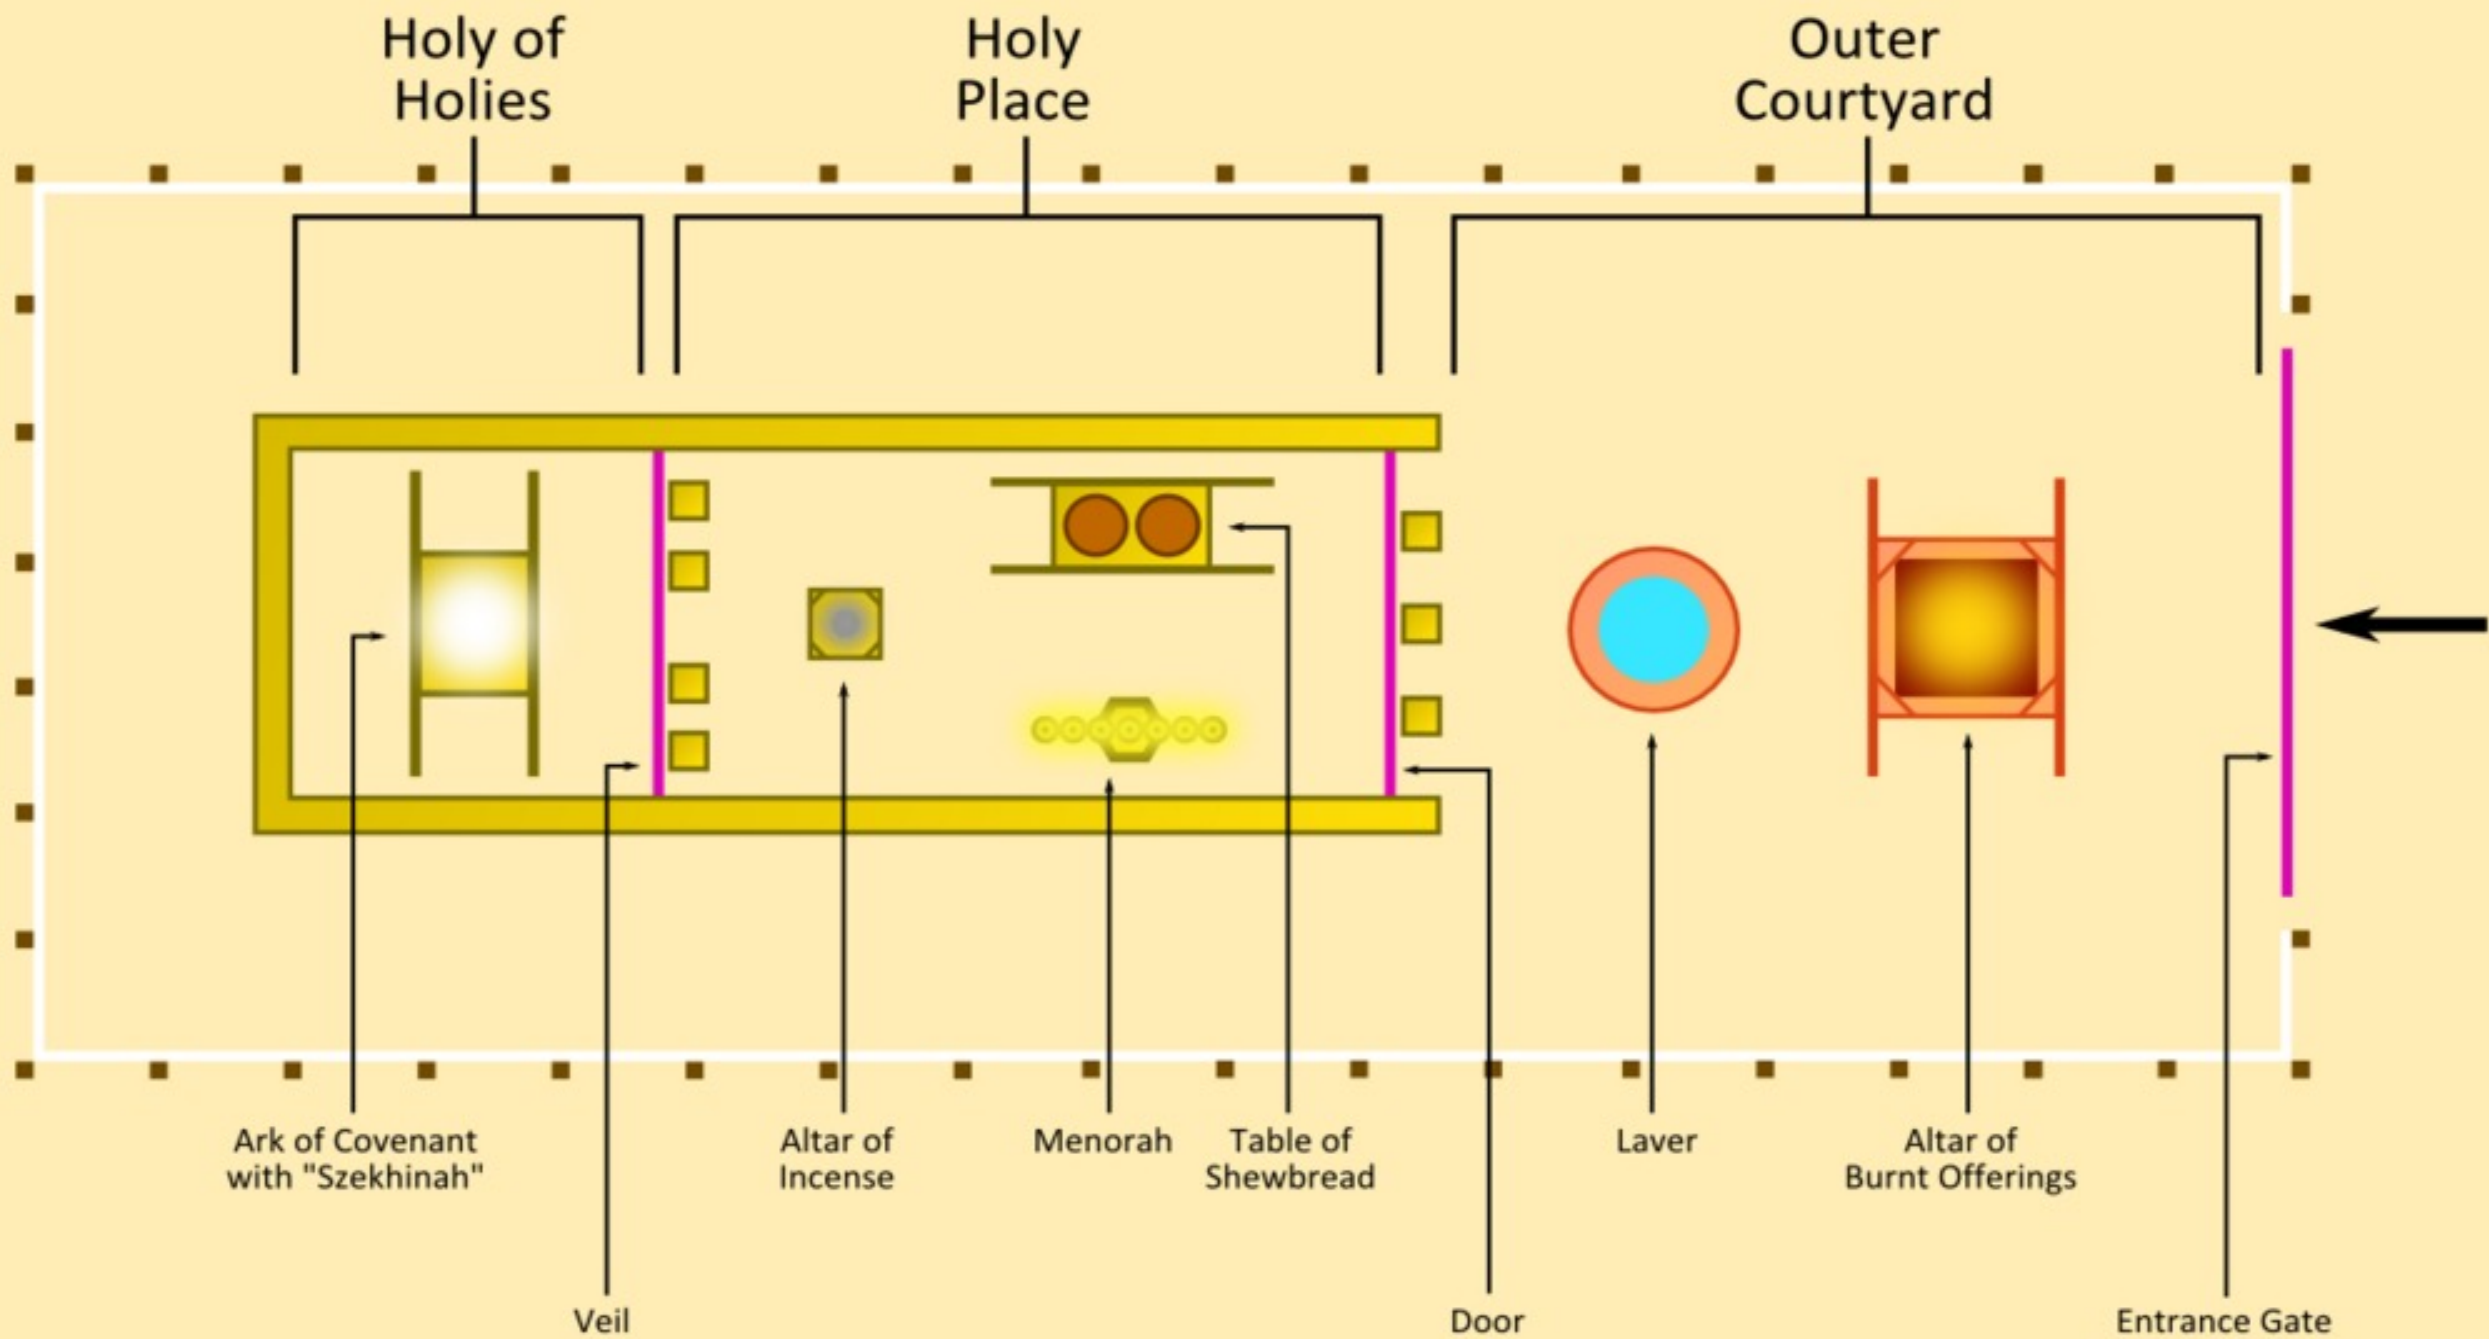 Holy of
Holies
Holy
Place
Outer
Courtyard
Ark of Covenant
with "Szekhinah"
Altar of
Incense
Menorah
Table of
Shewbread
Laver
Altar of
Burnt Offerings
Veil
Door
Entrance Gate